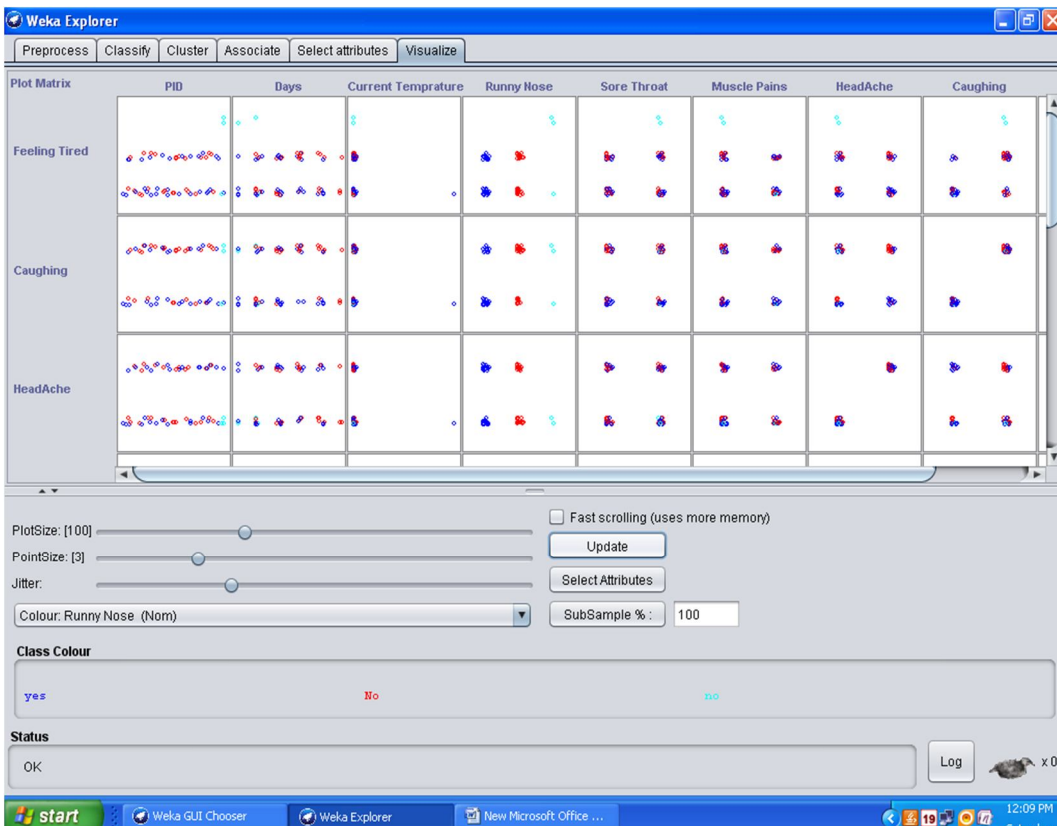 Weka Explorer
Preprocess Classify Cluster Associate Select attributes Visualize
Plot Matrix PID Days Current Temprature Runny Nose Sore Throat Muscle Pains HeadAche Caughing
Feeling Tired
Caughing
HeadAche
PlotSize: [100]
PointSize: [3]
Jitter:
Colour: Runny Nose (Nom)
Fast scrolling (uses more memory)
Update
Select Attributes
SubSample % : 100
Class Colour
yes No no
Status
OK
Log
x 0
start Weka GUI Chooser Weka Explorer New Microsoft Office ... 19 12:09 PM